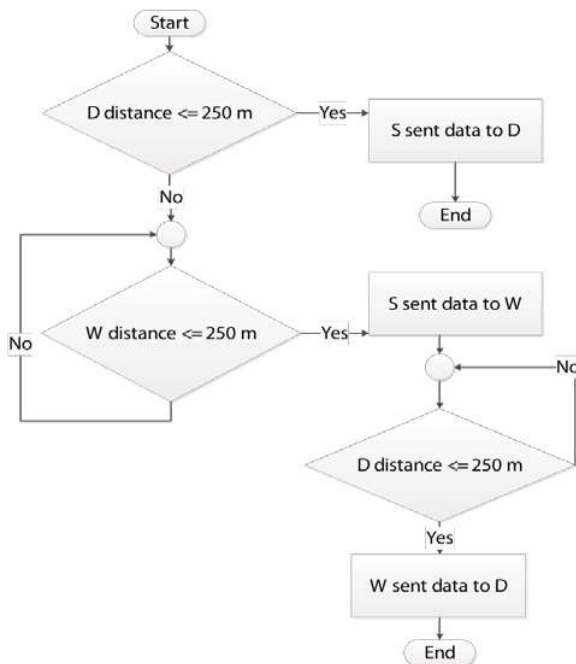 Start
D distance <= 250 m
Yes
S sent data to D
No
End
S sent data to W
W distance <= 250 m
Yes
No
No
D distance <= 250 m
Yes
W sent data to D
End